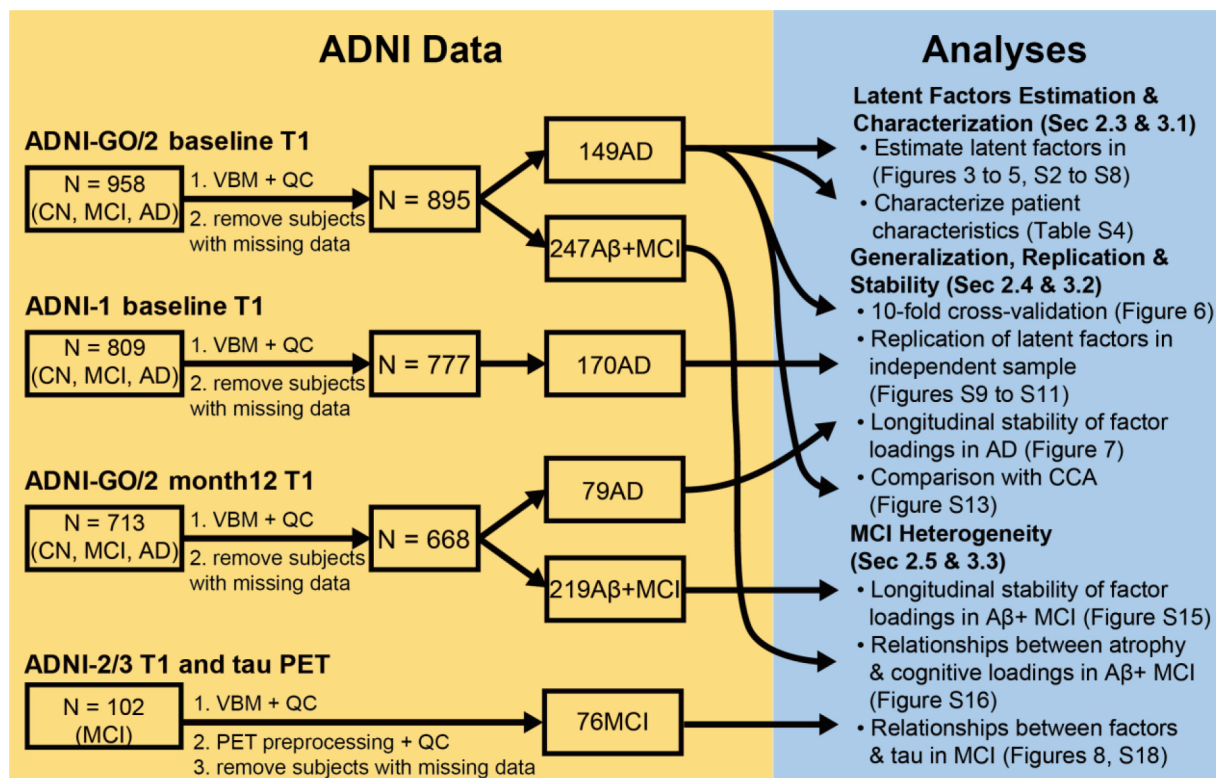 ADNI Data
ADNI-GO/2 baseline T1
N = 958
(CN, MCI, AD)
1. VBM + QC
2. remove subjects
with missing data
N = 895
149AD
247Aβ+MCI
ADNI-1 baseline T1
N = 809
(CN, MCI, AD)
1. VBM + QC
2. remove subjects
with missing data
N = 777
170AD
ADNI-GO/2 month12 T1
N = 713
(CN, MCI, AD)
1. VBM + QC
2. remove subjects
with missing data
N = 668
79AD
219Aβ+MCI
ADNI-2/3 T1 and tau PET
N = 102
(MCI)
1. VBM + QC
2. PET preprocessing + QC
3. remove subjects with missing data
76MCI
Analyses
Latent Factors Estimation &
Characterization (Sec 2.3 & 3.1)
• Estimate latent factors in
(Figures 3 to 5, S2 to S8)
• Characterize patient
characteristics (Table S4)
Generalization, Replication &
Stability (Sec 2.4 & 3.2)
• 10-fold cross-validation (Figure 6)
• Replication of latent factors in
independent sample
(Figures S9 to S11)
• Longitudinal stability of factor
loadings in AD (Figure 7)
• Comparison with CCA
(Figure S13)
MCI Heterogeneity
(Sec 2.5 & 3.3)
• Longitudinal stability of factor
loadings in Aβ+ MCI (Figure S15)
• Relationships between atrophy
& cognitive loadings in Aβ+ MCI
(Figure S16)
• Relationships between factors
& tau in MCI (Figures 8, S18)